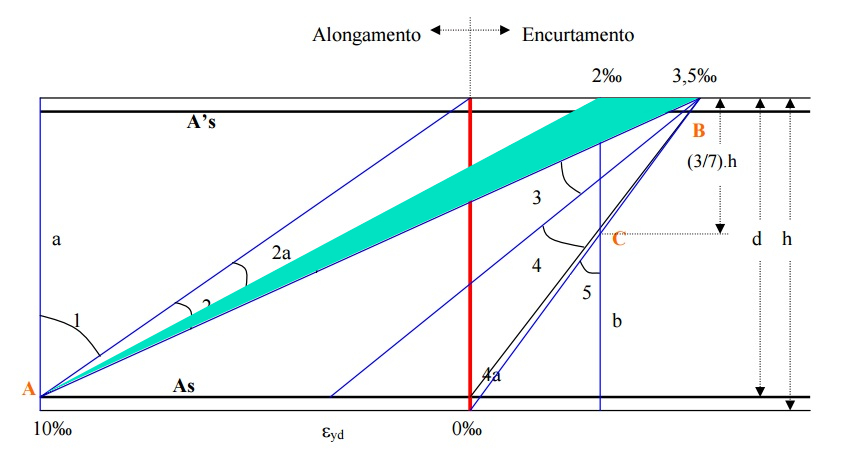 Alongamento Encurtamento
2‰ 3,5‰
A's
B
(3/7).h
3
a 2a C d h
4
5
2
1 b
4a
A As
10‰ εyd 0‰